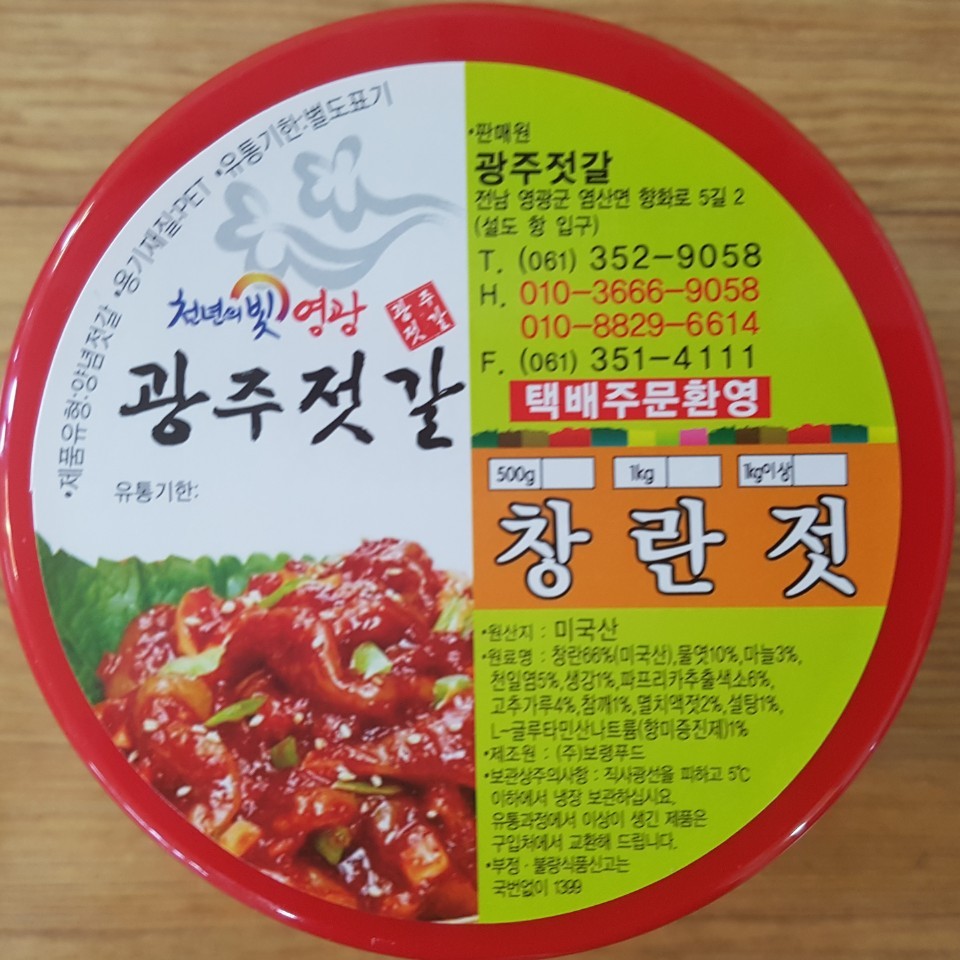 •제품유형:양념젓갈 •용기재질:PET •유통기한:별도표기
천년의빛 영광
광주
젓갈
광주젓갈
유통기한:
•판매원
광주젓갈
전남 영광군 염산면 향화로 5길 2
(설도 항 입구)
T. (061) 352-9058
H. 010-3666-9058
010-8829-6614
F. (061) 351-4111
택배주문환영
500g 1kg 1kg이상
창란젓
•원산지 : 미국산
•원료명 : 창란66%(미국산),물엿10%,마늘3%,
천일염5%,생강1%,파프리카추출색소6%,
고추가루4%,참깨1%,멸치액젓2%,설탕1%,
L-글루타민산나트륨(향미증진제)1%
•제조원 : (주)보령푸드
•보관상주의사항 : 직사광선을 피하고 5℃
이하에서 냉장 보관하십시요.
유통과정에서 이상이 생긴 제품은
구입처에서 교환해 드립니다.
•부정·불량식품신고는
국번없이 1399